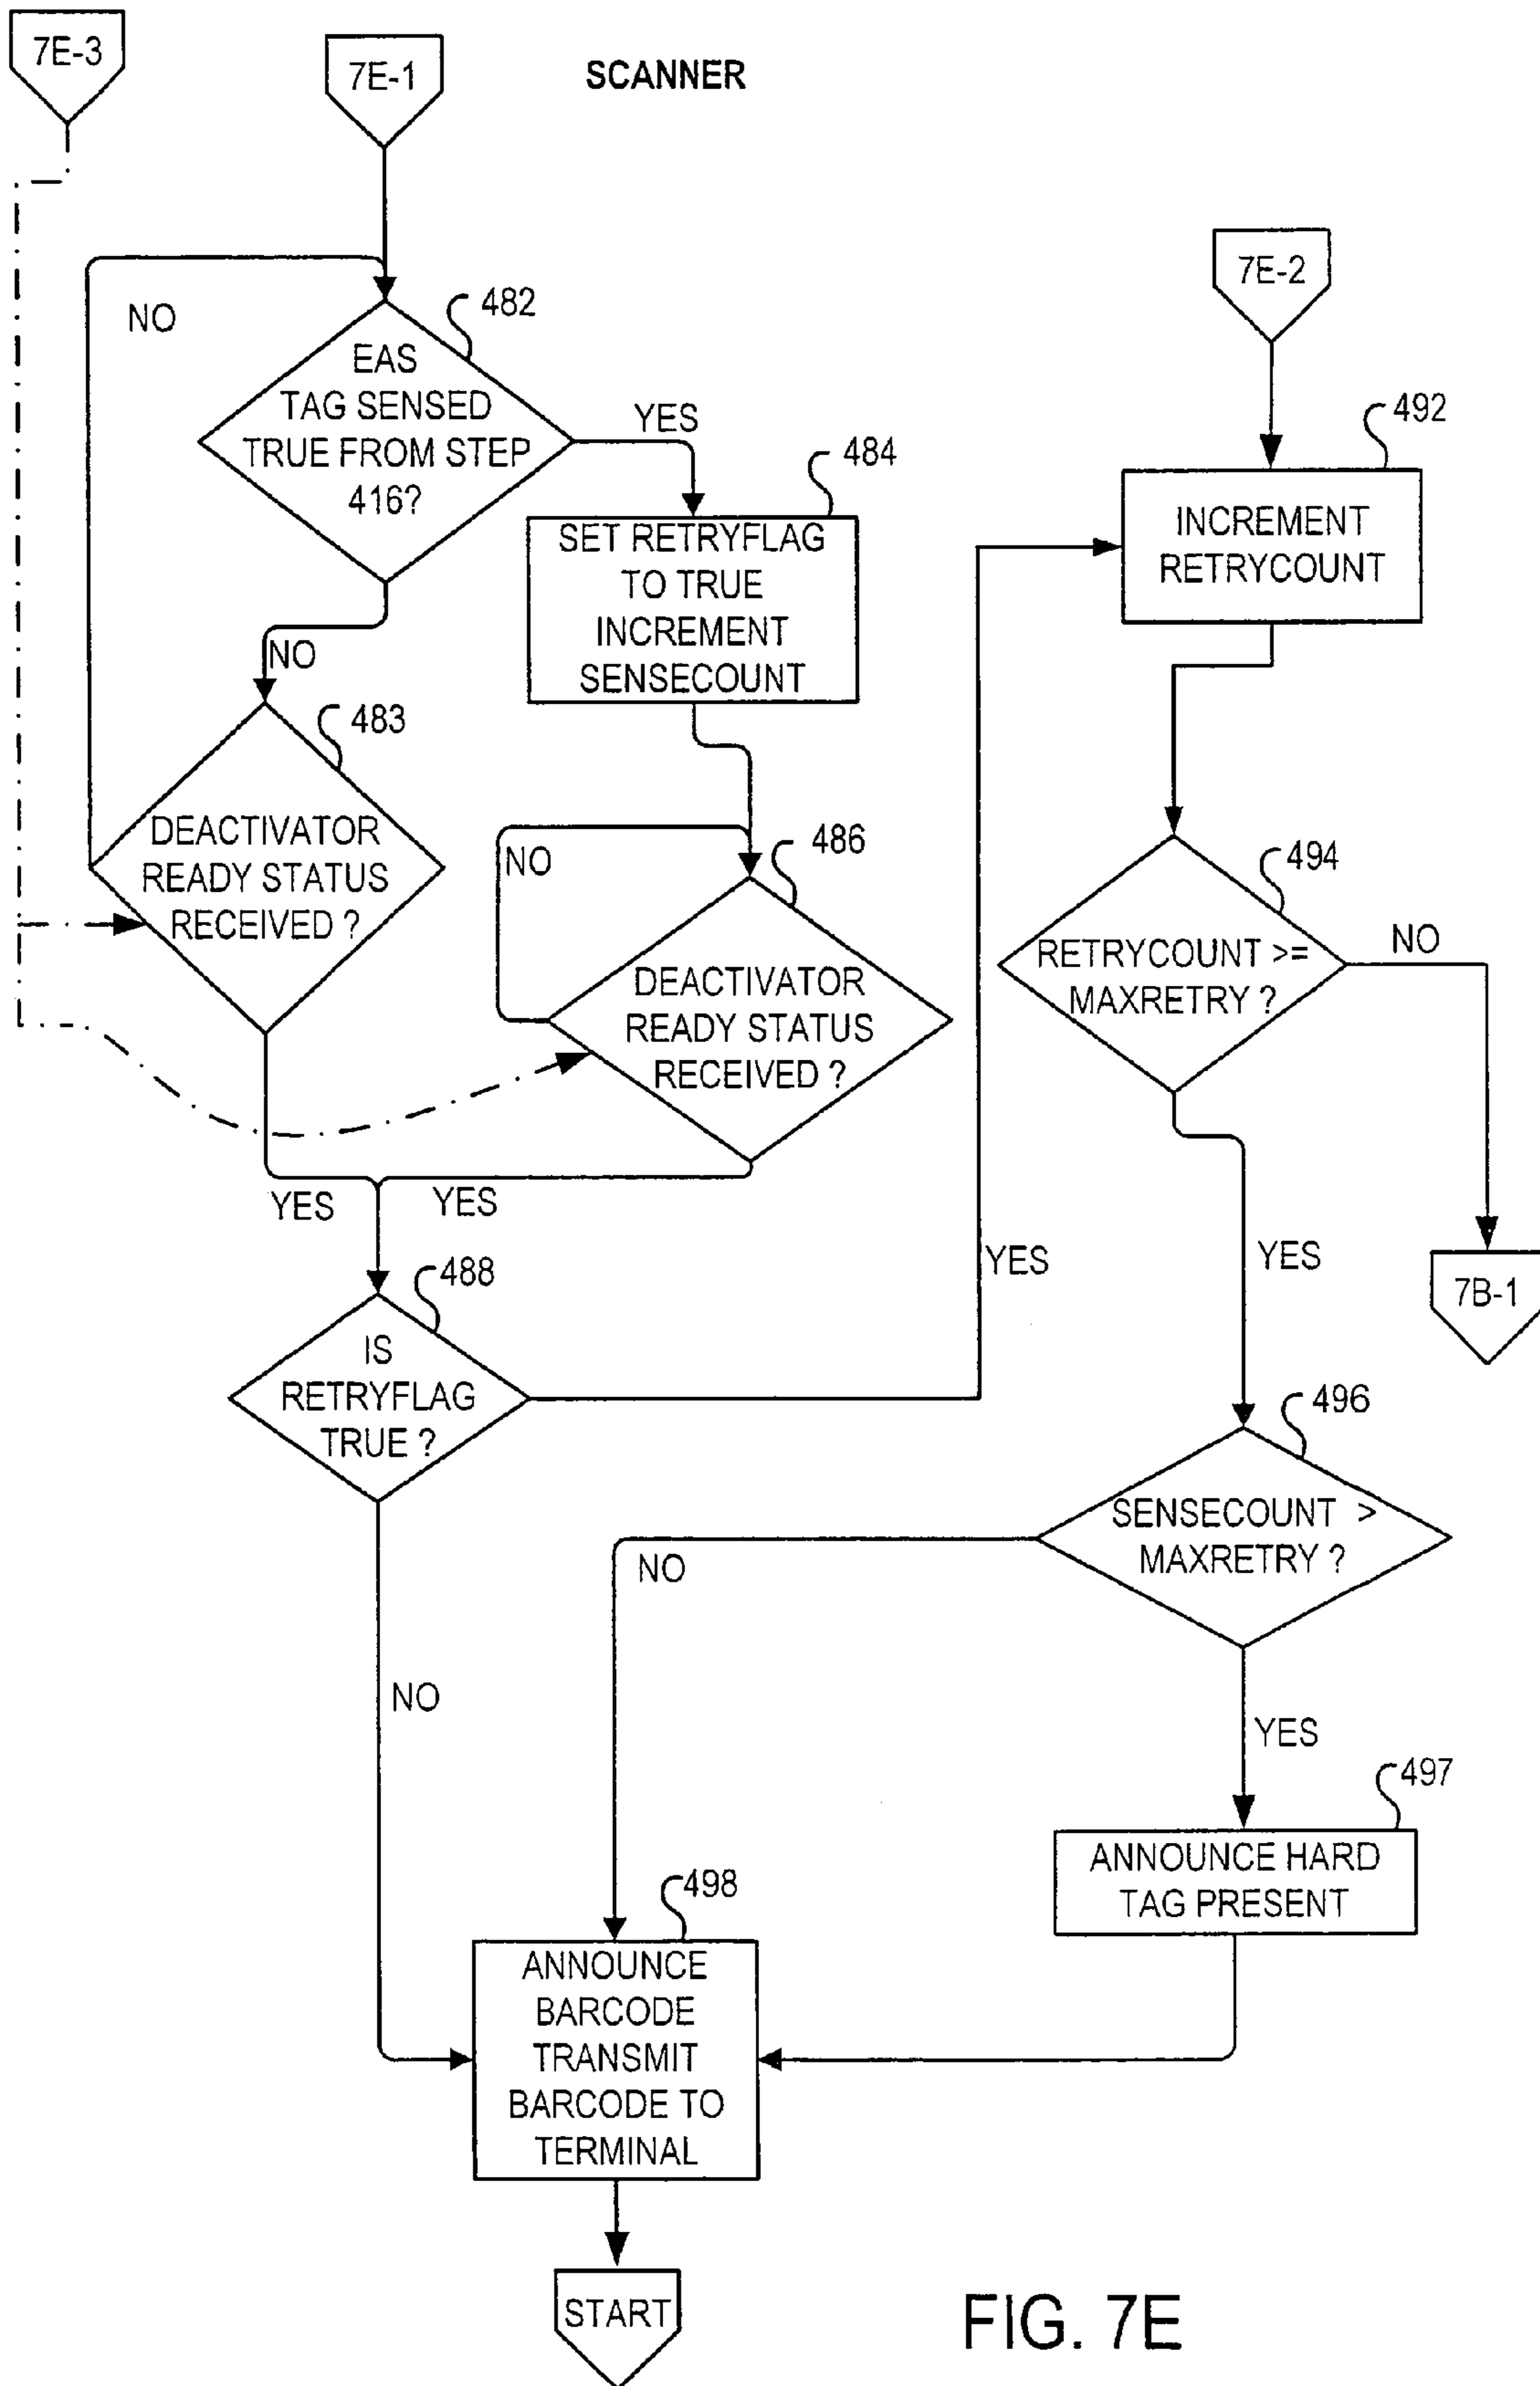 7E-3
7E-1
SCANNER
7E-2
NO
482
EAS
TAG SENSED
TRUE FROM STEP
416?
YES
484
SET RETRYFLAG
TO TRUE
INCREMENT
SENSECOUNT
492
INCREMENT
RETRYCOUNT
NO
483
DEACTIVATOR
READY STATUS
RECEIVED ?
NO
486
DEACTIVATOR
READY STATUS
RECEIVED ?
494
RETRYCOUNT >=
MAXRETRY ?
NO
YES
YES
YES
YES
7B-1
488
IS
RETRYFLAG
TRUE ?
496
SENSECOUNT >
MAXRETRY ?
NO
NO
YES
497
ANNOUNCE HARD
TAG PRESENT
498
ANNOUNCE
BARCODE
TRANSMIT
BARCODE TO
TERMINAL
START
FIG. 7E